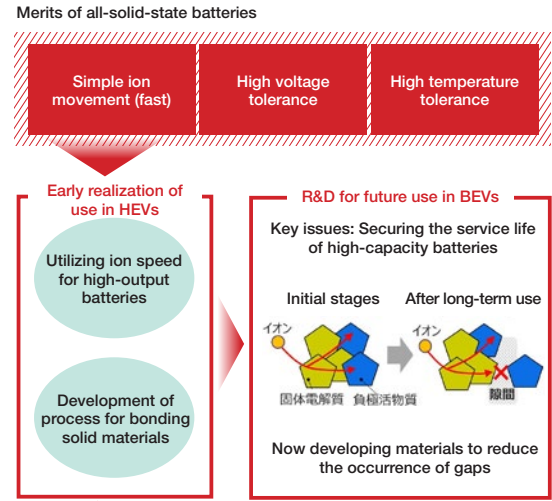 Merits of all-solid-state batteries
Simple ion
movement (fast)
High voltage
tolerance
High temperature
tolerance
Early realization of
use in HEVs
Utilizing ion speed
for high-output
batteries
Development of
process for bonding
solid materials
R&D for future use in BEVs
Key issues: Securing the service life
of high-capacity batteries
Initial stages
After long-term use
イオン
イオン
固体電解質
負極活物質
隙間
Now developing materials to reduce
the occurrence of gaps